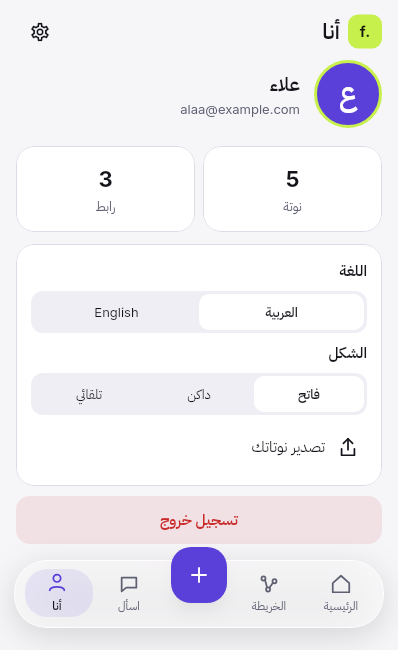 f. أنا
ع
علاء
alaa@example.com
5
نوتة
3
رابط
اللغة
العربية English
الشكل
فاتح داكن تلقائي
تصدير نوتاتك
تسجيل خروج
الرئيسية الخريطة + اسأل أنا